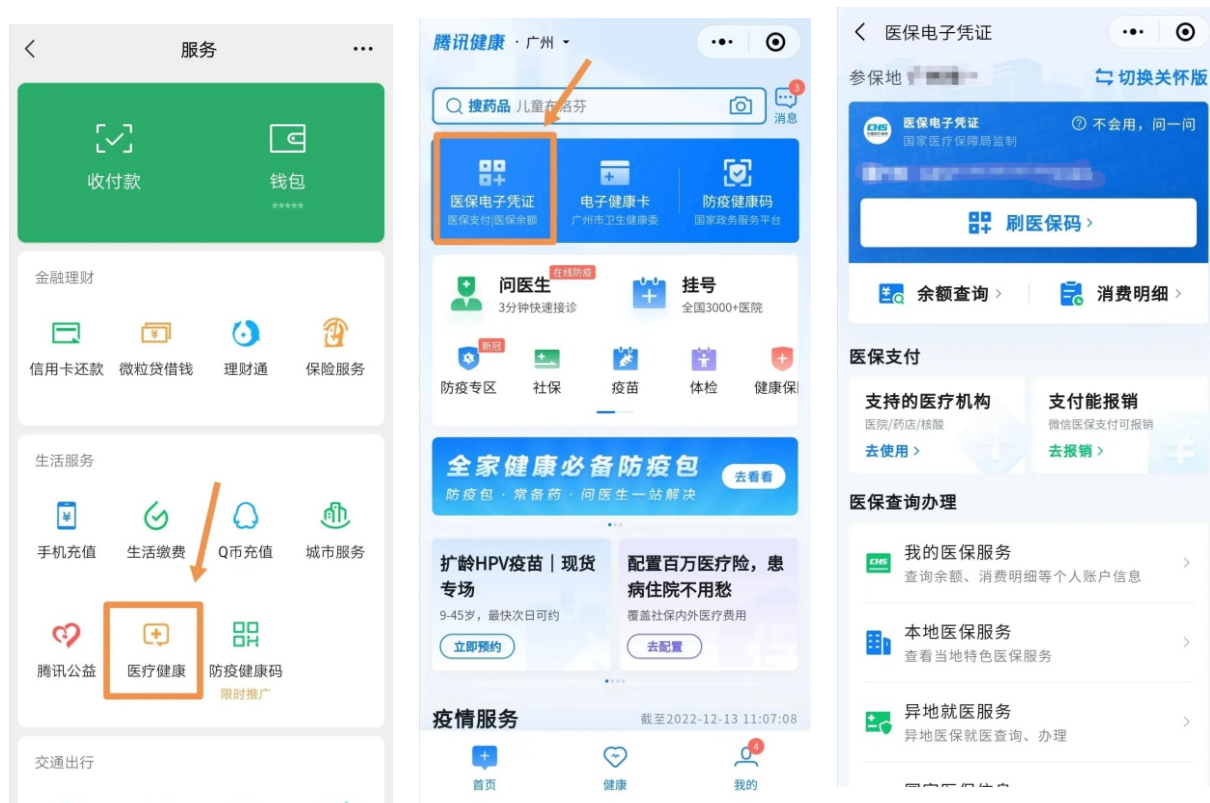 服务
收付款
钱包
*****
金融理财
信用卡还款
微粒贷借钱
理财通
保险服务
生活服务
手机充值
生活缴费
Q币充值
城市服务
腾讯公益
医疗健康
防疫健康码
限时推广
交通出行
腾讯健康 · 广州
搜药品 儿童布洛芬
3
消息
医保电子凭证
医保支付|医保余额
电子健康卡
广州市卫生健康委
防疫健康码
国家政务服务平台
问医生
在线防疫
3分钟快速接诊
挂号
全国3000+医院
新冠
防疫专区
社保
疫苗
体检
健康保
全家健康必备防疫包
防疫包 · 常备药 · 问医生一站解决
去看看
扩龄HPV疫苗｜现货
专场
9-45岁，最快次日可约
立即预约
配置百万医疗险，患
病住院不用愁
覆盖社保内外医疗费用
去配置
疫情服务
截至2022-12-13 11:07:08
首页
健康
4
我的
医保电子凭证
参保地
切换关怀版
CHS
医保电子凭证
国家医疗保障局监制
不会用，问一问
刷医保码
余额查询
消费明细
医保支付
支持的医疗机构
医院/药店/核酸
去使用
支付能报销
微信医保支付可报销
去报销
医保查询办理
CHS
我的医保服务
查询余额、消费明细等个人账户信息
本地医保服务
查看当地特色医保服务
异地就医服务
异地医保就医查询、办理